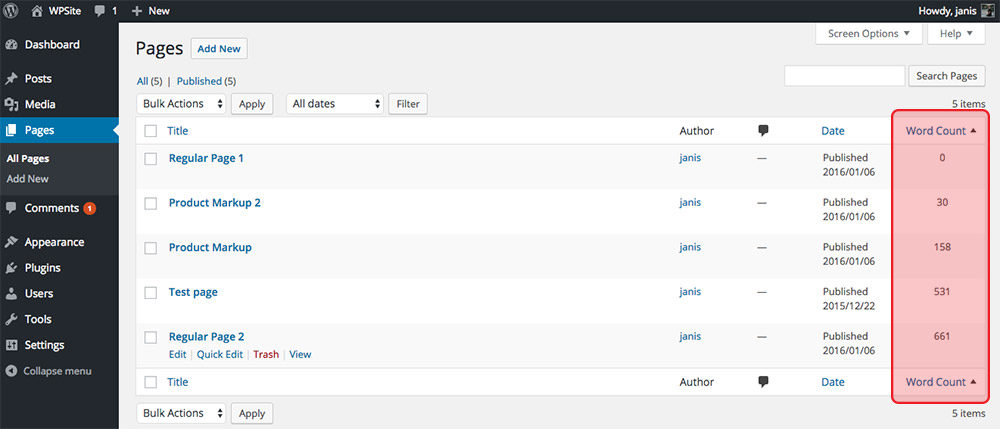 WPSite 1 + New Howdy, janis
Screen Options ▼ Help ▼
Dashboard
Posts
Media
Pages
All Pages
Add New
Comments 1
Appearance
Plugins
Users
Tools
Settings
Collapse menu
Pages Add New
All (5) | Published (5)
Search Pages
Bulk Actions Apply All dates Filter 5 items
Title Author Date Word Count ▲
Regular Page 1 janis — Published 0
2016/01/06
Product Markup 2 janis — Published 30
2016/01/06
Product Markup janis — Published 158
2016/01/06
Test page janis — Published 531
2015/12/22
Regular Page 2 janis — Published 661
Edit | Quick Edit | Trash | View 2016/01/06
Title Author Date Word Count ▲
Bulk Actions Apply 5 items